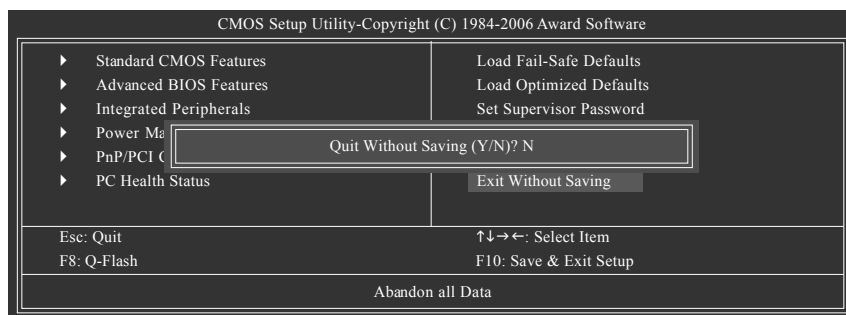 CMOS Setup Utility-Copyright (C) 1984-2006 Award Software
Standard CMOS Features
Advanced BIOS Features
Integrated Peripherals
Power Ma
PnP/PCI
PC Health Status
Load Fail-Safe Defaults
Load Optimized Defaults
Set Supervisor Password
Exit Without Saving
Quit Without Saving (Y/N)? N
Esc: Quit
↑↓→←: Select Item
F8: Q-Flash
F10: Save & Exit Setup
Abandon all Data